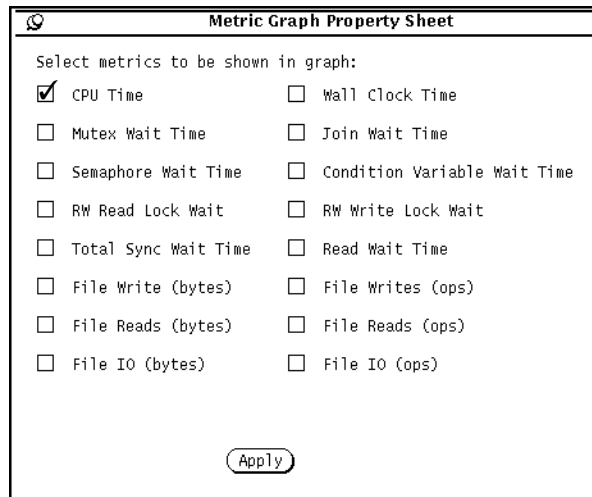 Metric Graph Property Sheet
Select metrics to be shown in graph:
CPU Time Wall Clock Time
Mutex Wait Time Join Wait Time
Semaphore Wait Time Condition Variable Wait Time
RW Read Lock Wait RW Write Lock Wait
Total Sync Wait Time Read Wait Time
File Write (bytes) File Writes (ops)
File Reads (bytes) File Reads (ops)
File IO (bytes) File IO (ops)
Apply